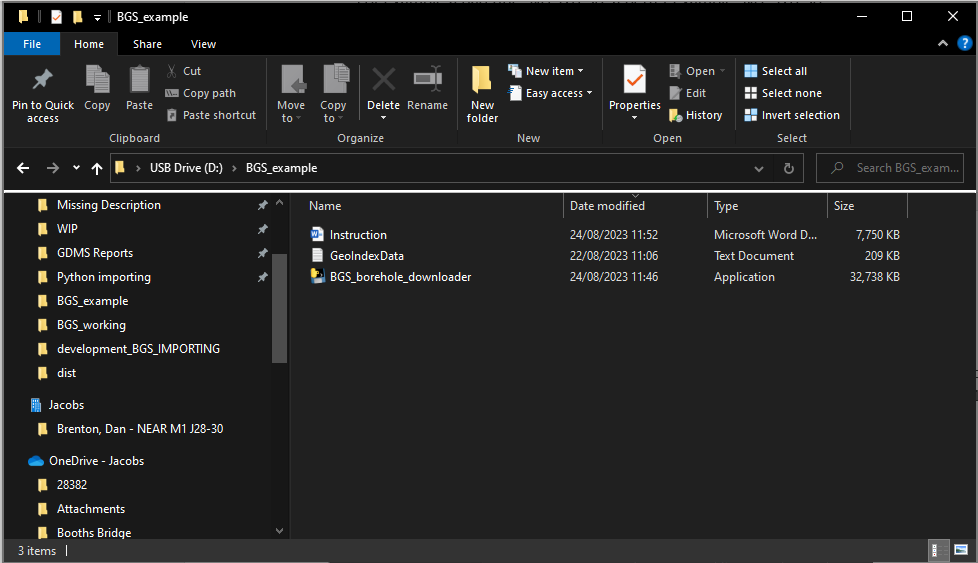 BGS_example
File Home Share View
Pin to Quick access
Copy
Paste
Cut
Copy path
Paste shortcut
Clipboard
Move to
Copy to
Delete
Rename
Organize
New folder
New item
Easy access
New
Properties
Open
Edit
History
Open
Select all
Select none
Invert selection
Select
USB Drive (D:) BGS_example
Search BGS_exam...
Missing Description
WIP
GDMS Reports
Python importing
BGS_example
BGS_working
development_BGS_IMPORTING
dist
Jacobs
Brenton, Dan - NEAR M1 J28-30
OneDrive - Jacobs
28382
Attachments
Booths Bridge
Name Date modified Type Size
Instruction 24/08/2023 11:52 Microsoft Word D... 7,750 KB
GeoIndexData 22/08/2023 11:06 Text Document 209 KB
BGS_borehole_downloader 24/08/2023 11:46 Application 32,738 KB
3 items